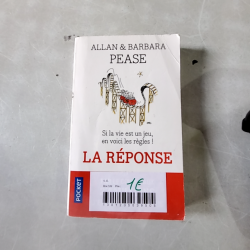 ALLAN & BARBARA
PEASE
Si la vie est un jeu,
en voici les règles !
LA RÉPONSE
POCKET
1€